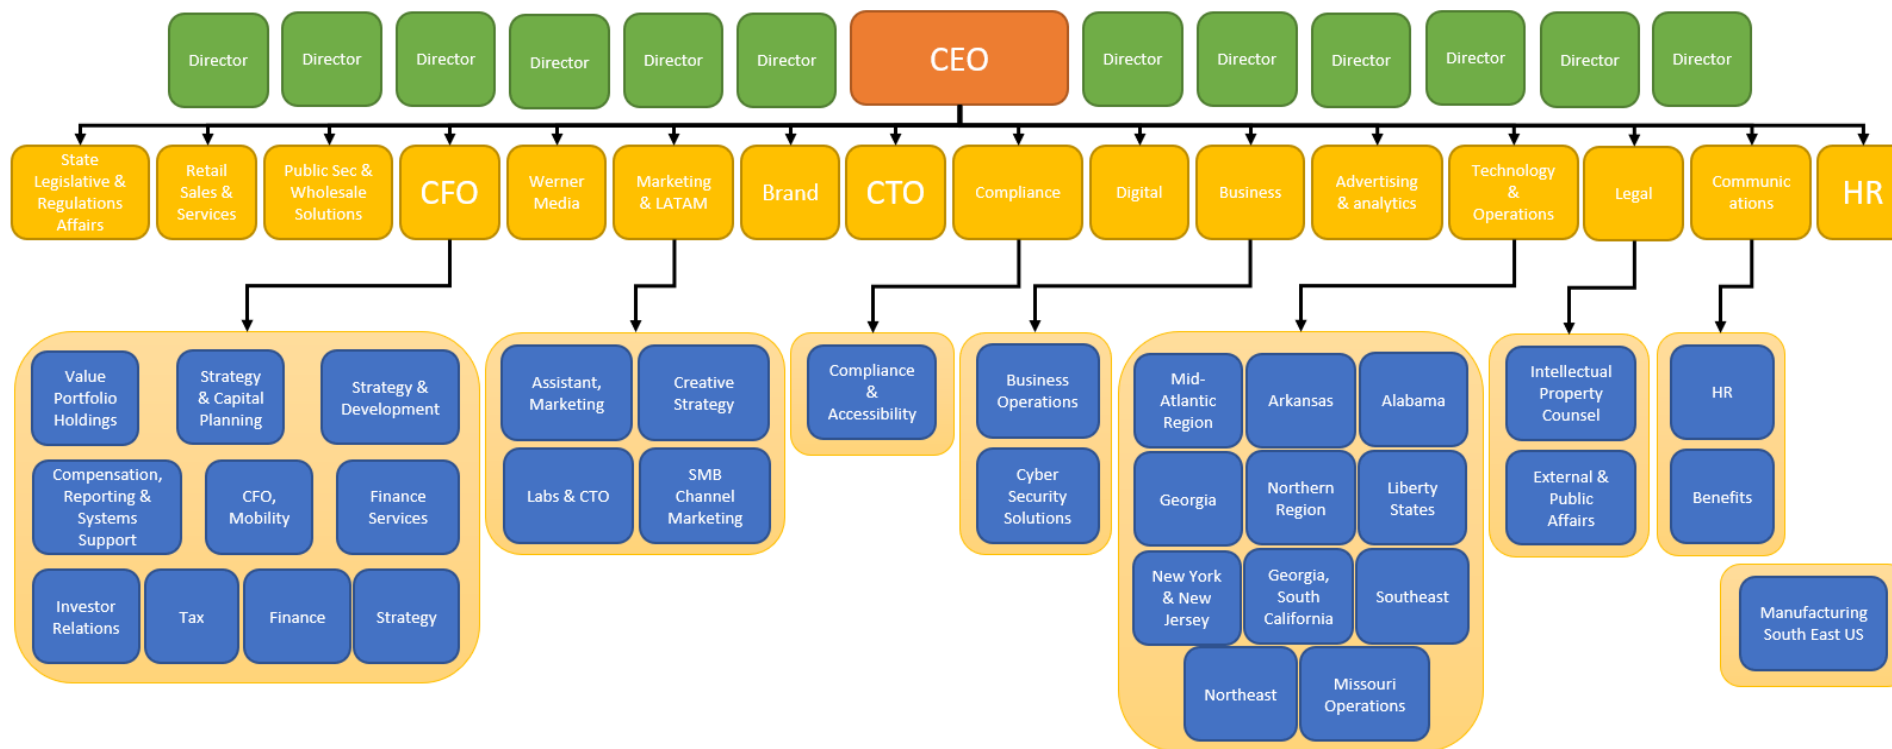 Director
Director
Director
Director
Director
Director
CEO
Director
Director
Director
Director
Director
Director
State
Legislative &
Regulations
Affairs
Retail
Sales &
Services
Public Sec &
Wholesale
Solutions
CFO
Werner
Media
Marketing
& LATAM
Brand
CTO
Compliance
Digital
Business
Advertising
& analytics
Technology
&
Operations
Legal
Communic
ations
HR
Value
Portfolio
Holdings
Strategy
& Capital
Planning
Strategy &
Development
Compensation,
Reporting &
Systems
Support
CFO,
Mobility
Finance
Services
Investor
Relations
Tax
Finance
Strategy
Assistant,
Marketing
Creative
Strategy
Labs & CTO
SMB
Channel
Marketing
Compliance
&
Accessibility
Business
Operations
Cyber
Security
Solutions
Mid-
Atlantic
Region
Arkansas
Alabama
Georgia
Northern
Region
Liberty
States
New York
& New
Jersey
Georgia,
South
California
Southeast
Northeast
Missouri
Operations
Intellectual
Property
Counsel
External &
Public
Affairs
HR
Benefits
Manufacturing
South East US